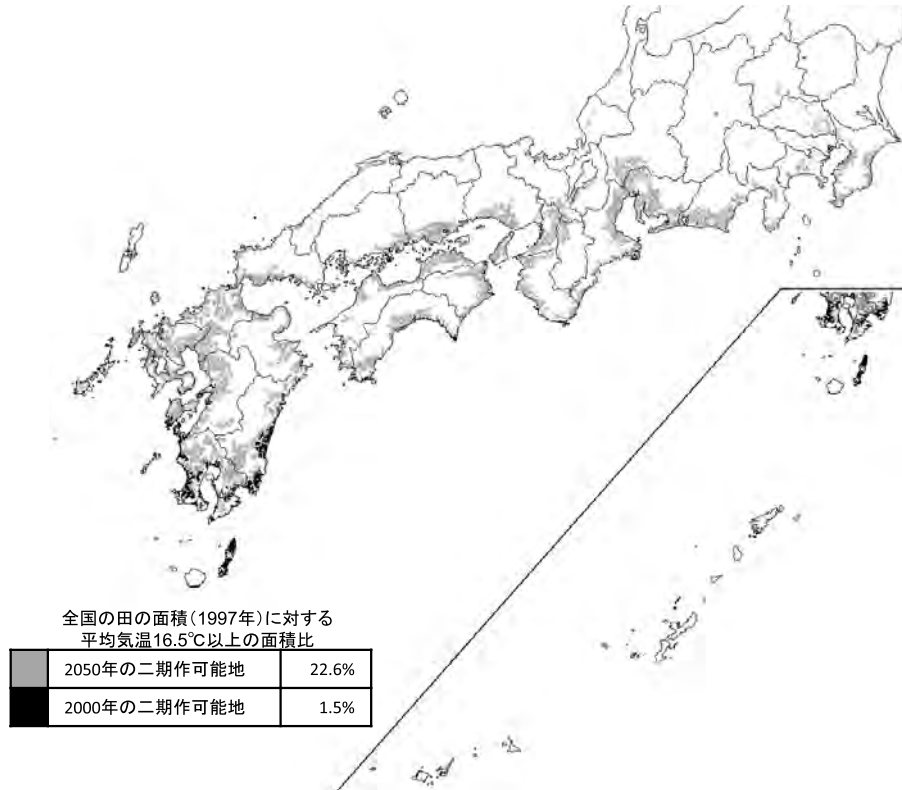 全国の田の面積（1997年）に対する
平均気温16.5℃以上の面積比
2050年の二期作可能地 22.6%
2000年の二期作可能地 1.5%